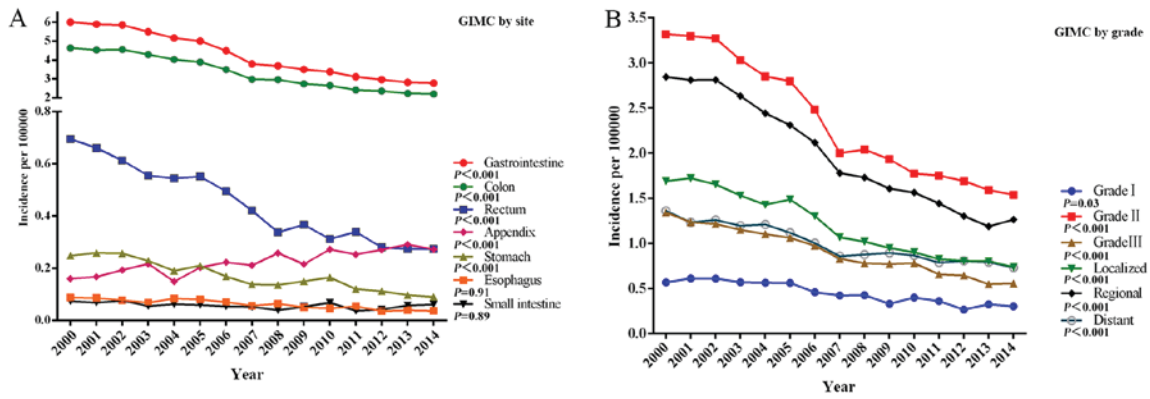 A
GIMC by site
6
5
4
3
2
0.8
0.6
0.4
0.2
0.0
Incidence per 100000
2000 2001 2002 2003 2004 2005 2006 2007 2008 2009 2010 2011 2012 2013 2014
Year
Gastrointestine
P<0.001
Colon
P<0.001
Rectum
P<0.001
Appendix
P<0.001
Stomach
P<0.001
Esophagus
P=0.91
Small intestine
P=0.89
B
GIMC by grade
3.5
3.0
2.5
2.0
1.5
1.0
0.5
0.0
Incidence per 100000
2000 2001 2002 2003 2004 2005 2006 2007 2008 2009 2010 2011 2012 2013 2014
Year
Grade I
P=0.03
Grade II
P<0.001
GradeIII
P<0.001
Localized
P<0.001
Regional
P<0.001
Distant
P<0.001